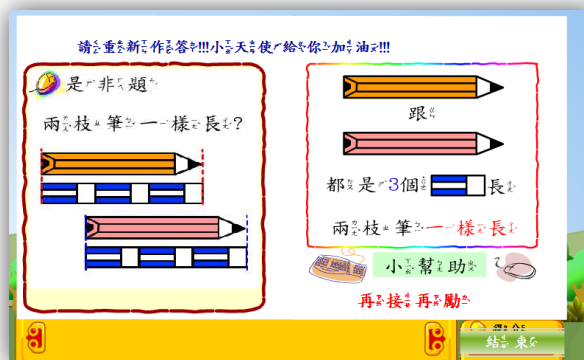 請重新作答!!!小天使給你加油!!!
是非題
兩枝筆一樣長?
跟
都是3個長
兩枝筆一樣長
小幫助
再接再勵
結束